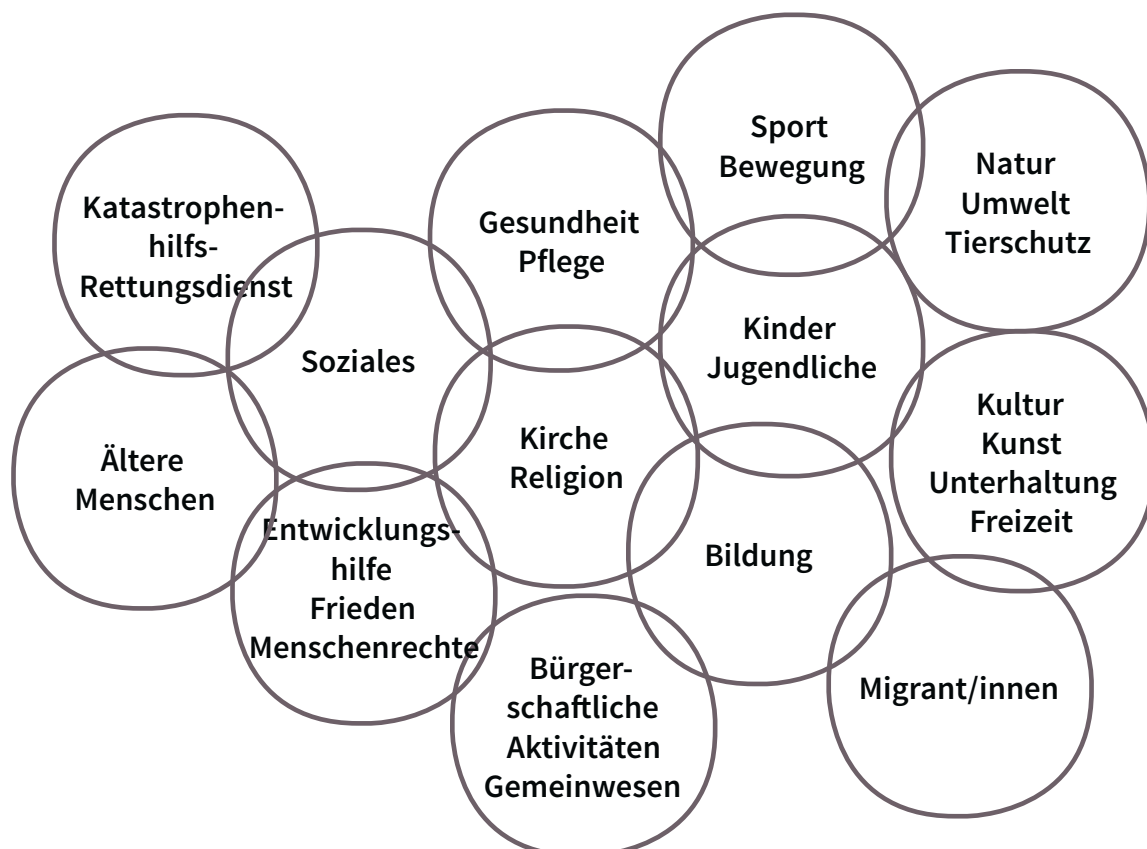 Sport
Bewegung
Natur
Umwelt
Tierschutz
Katastrophen-
hilfs-
Rettungsdienst
Gesundheit
Pflege
Soziales
Kinder
Jugendliche
Kultur
Kunst
Unterhaltung
Freizeit
Ältere
Menschen
Kirche
Religion
Entwicklungs-
hilfe
Frieden
Menschenrechte
Bildung
Bürger-
schaftliche
Aktivitäten
Gemeinwesen
Migrant/innen